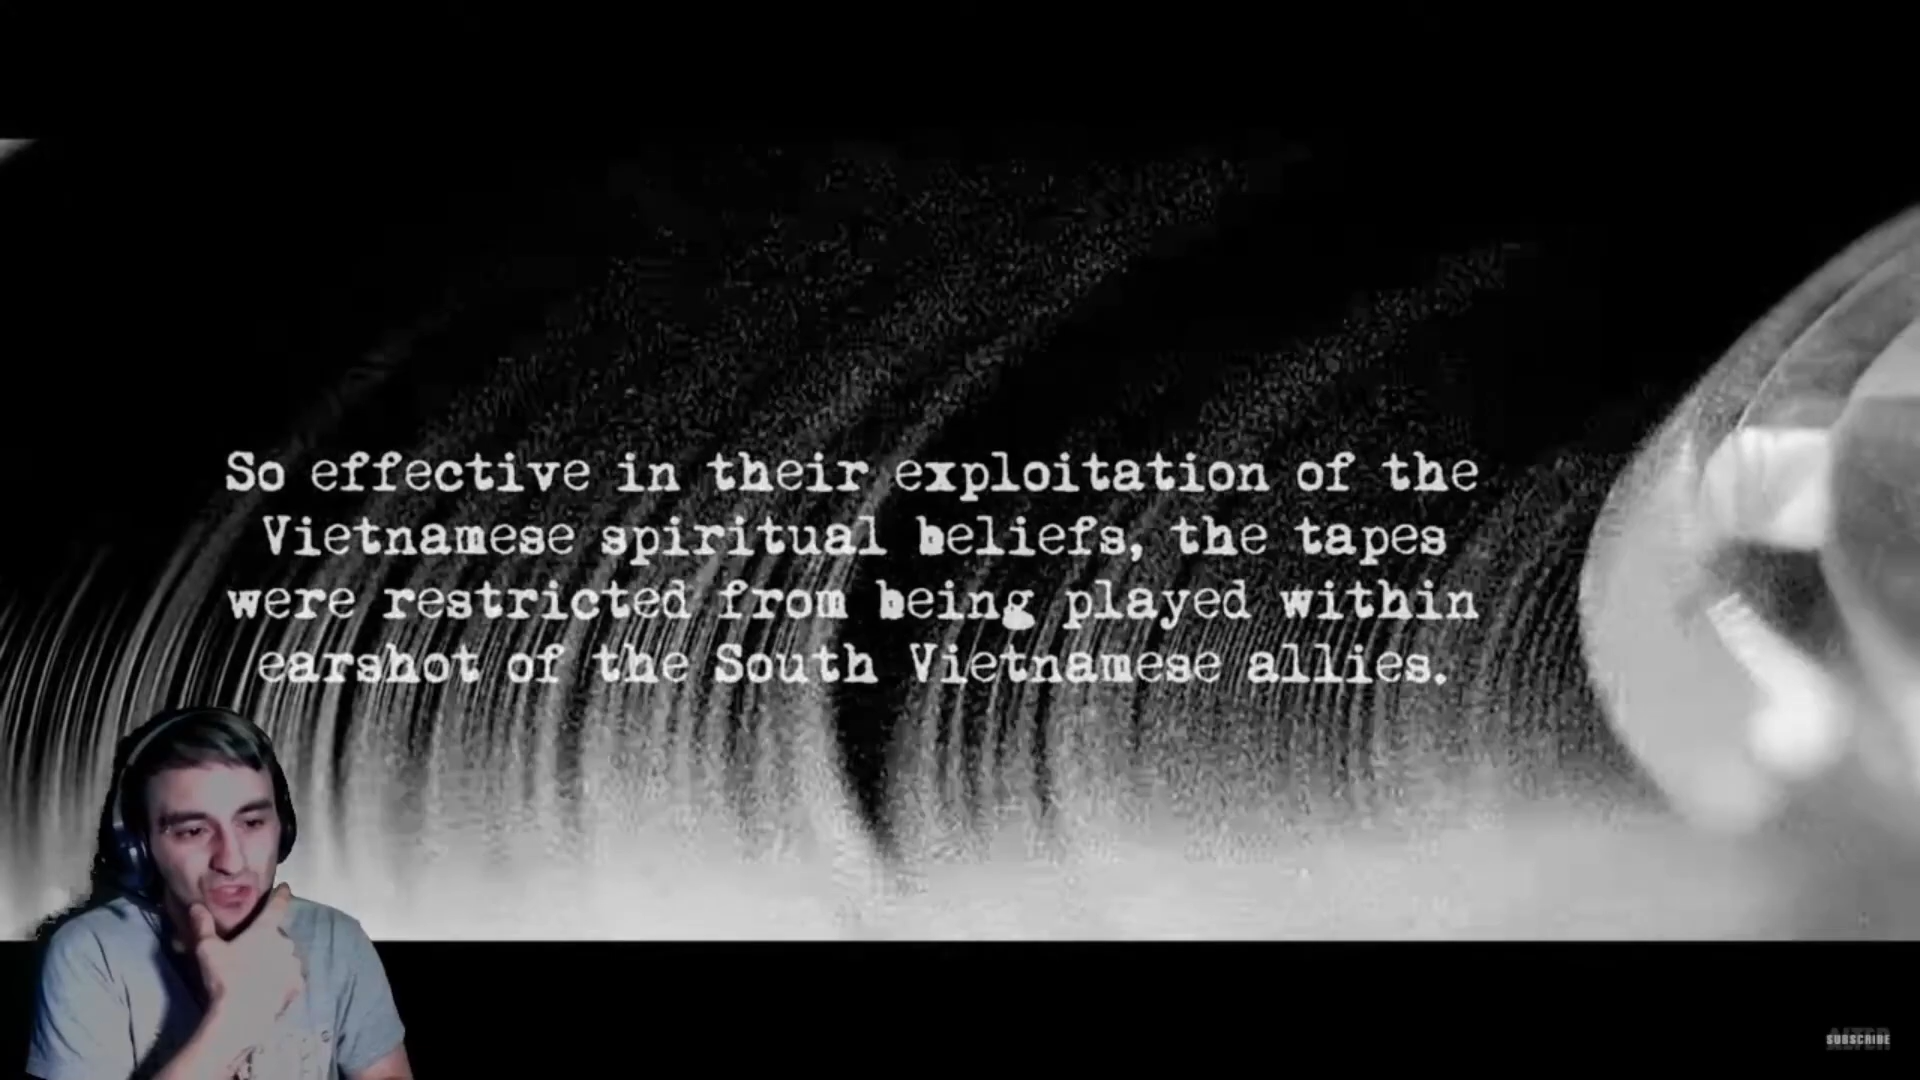 So effective in their exploitation of the
Vietnamese spiritual beliefs, the tapes
were restricted from being played within
earshot of the South Vietnamese allies.
ALTER
SUBSCRIBE